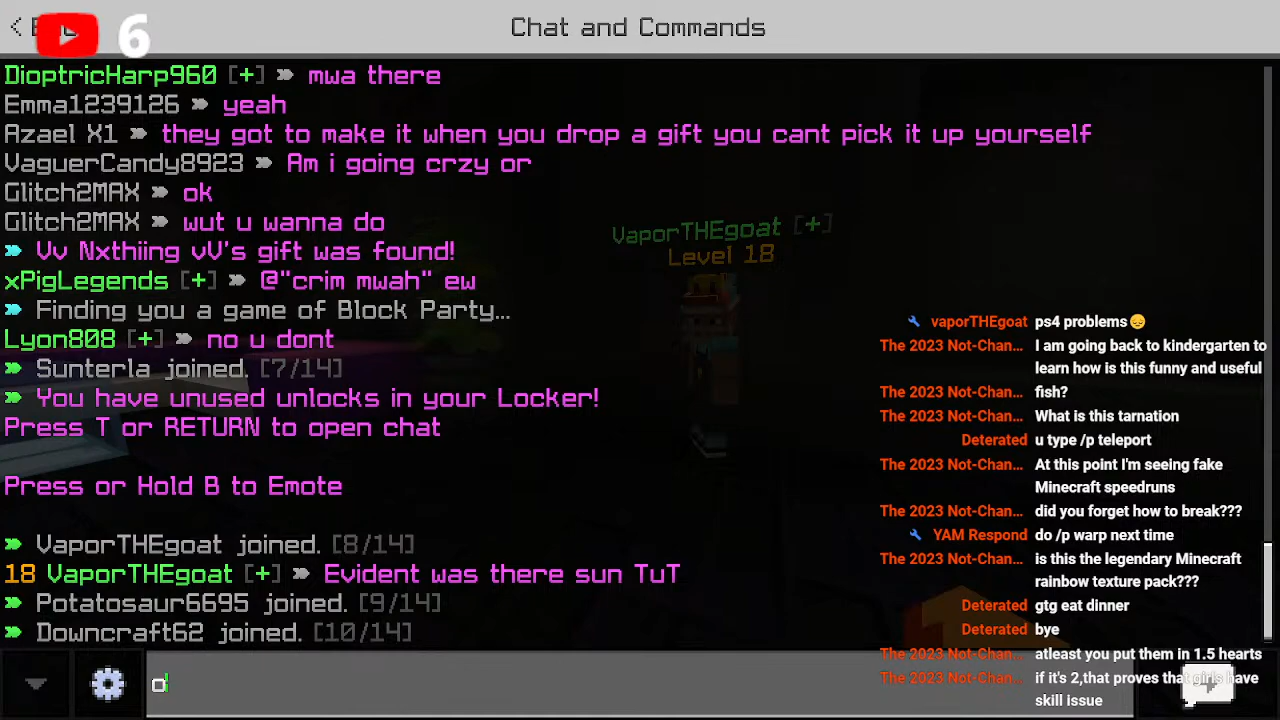 6
Chat and Commands
DioptricHarp960 [+] » mwa there
Emma1239126 » yeah
Azael X1 » they got to make it when you drop a gift you cant pick it up yourself
VaguerCandy8923 » Am i going crzy or
Glitch2MAX » ok
Glitch2MAX » wut u wanna do
» Vv Nxthiing vV's gift was found!
xPigLegends [+] » @"crim mwah" ew
» Finding you a game of Block Party...
Lyon808 [+] » no u dont
» Sunterla joined. [7/14]
» You have unused unlocks in your Locker!
Press T or RETURN to open chat
Press or Hold B to Emote
» VaporTHEgoat joined. [8/14]
18 VaporTHEgoat [+] » Evident was there sun TuT
» Potatosaur6695 joined. [9/14]
» Downcraft62 joined. [10/14]
a
VaporTHEgoat [+]
Level 18
vaporTHEgoat ps4 problems😞
The 2023 Not-Chan... I am going back to kindergarten to
learn how is this funny and useful
The 2023 Not-Chan... fish?
The 2023 Not-Chan... What is this tarnation
Deterated u type /p teleport
The 2023 Not-Chan... At this point I'm seeing fake
Minecraft speedruns
The 2023 Not-Chan... did you forget how to break???
YAM Respond do /p warp next time
The 2023 Not-Chan... is this the legendary Minecraft
rainbow texture pack???
Deterated gtg eat dinner
Deterated bye
The 2023 Not-Chan... atleast you put them in 1.5 hearts
The 2023 Not-Chan... if it's 2,that proves that girls have
skill issue